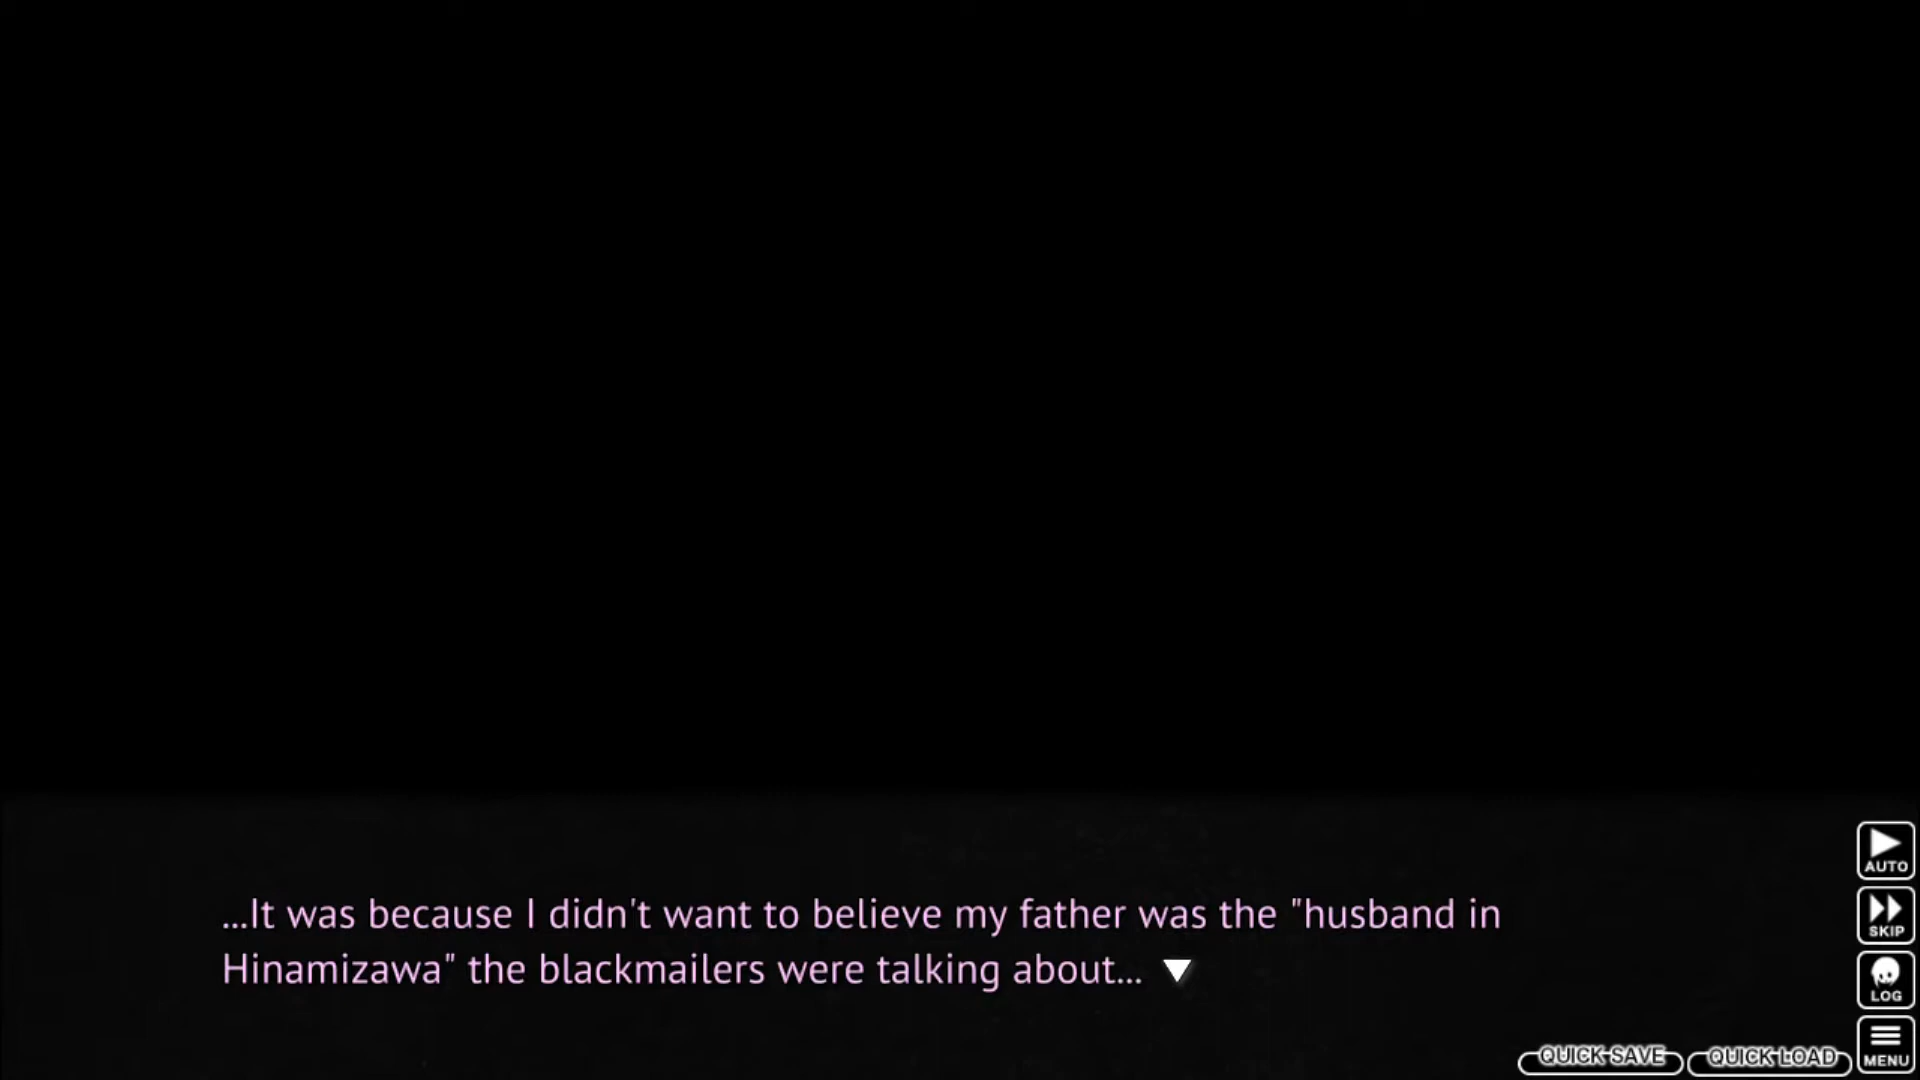 ...It was because I didn't want to believe my father was the "husband in
Hinamizawa" the blackmailers were talking about...
AUTO
SKIP
LOG
MENU
QUICK SAVE
QUICK LOAD